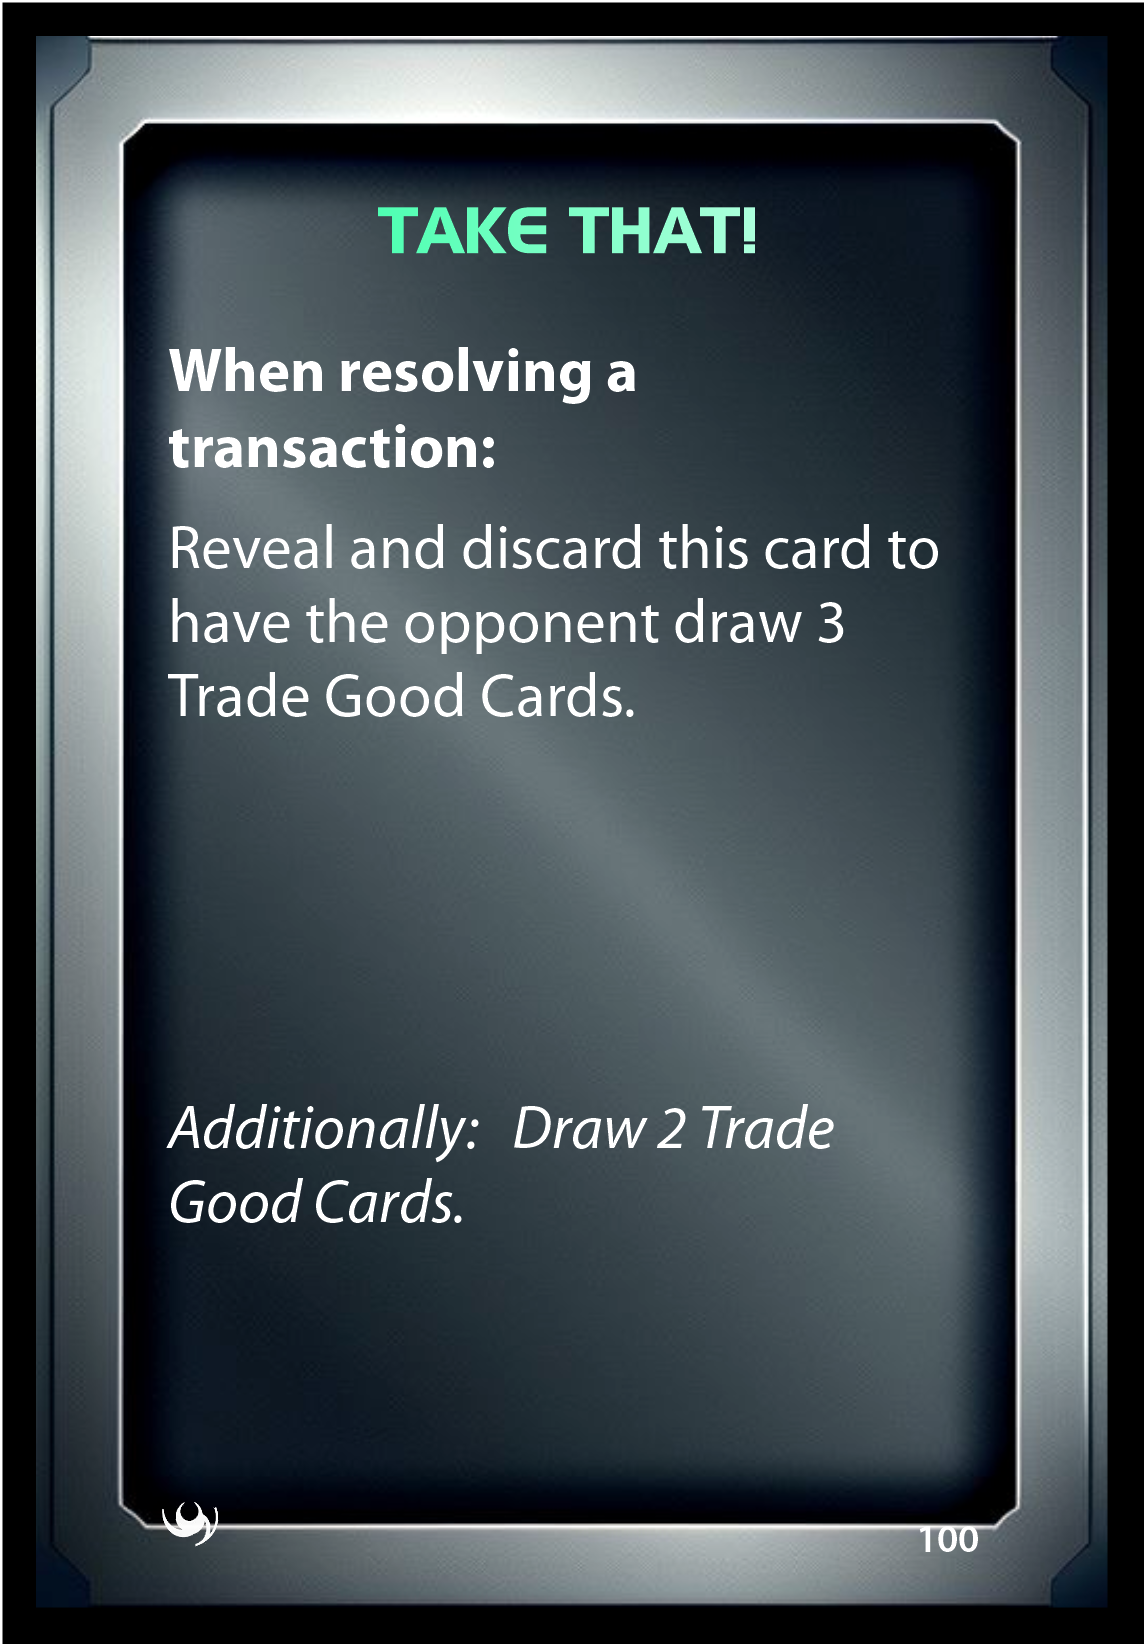 TAKE THAT!
When resolving a
transaction:
Reveal and discard this card to
have the opponent draw 3
Trade Good Cards.
Additionally: Draw 2 Trade
Good Cards.
100